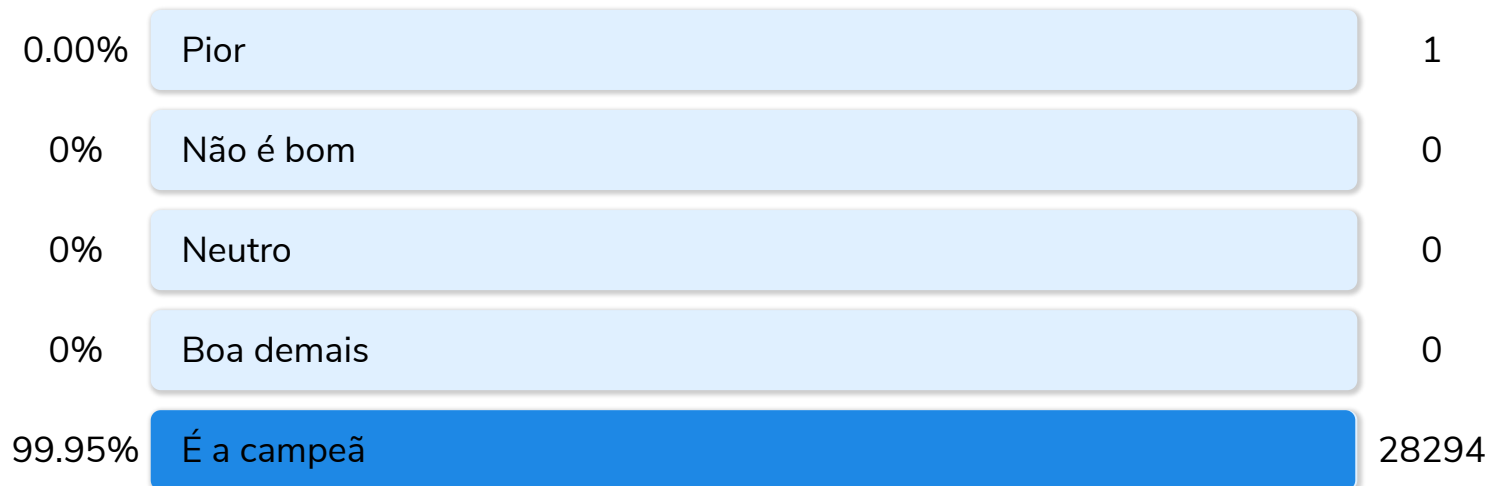 0.00% Pior 1
0% Não é bom 0
0% Neutro 0
0% Boa demais 0
99.95% É a campeã 28294